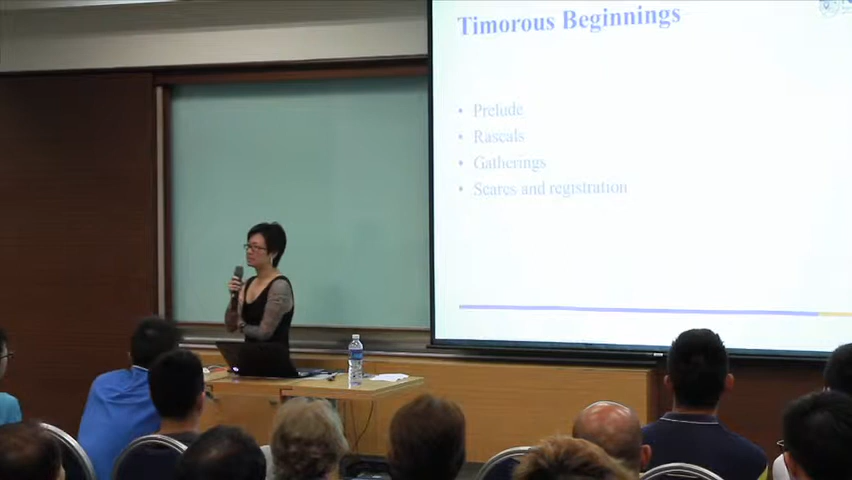 Timorous Beginnings
• Prelude
• Rascals
• Gatherings
• Scares and registration